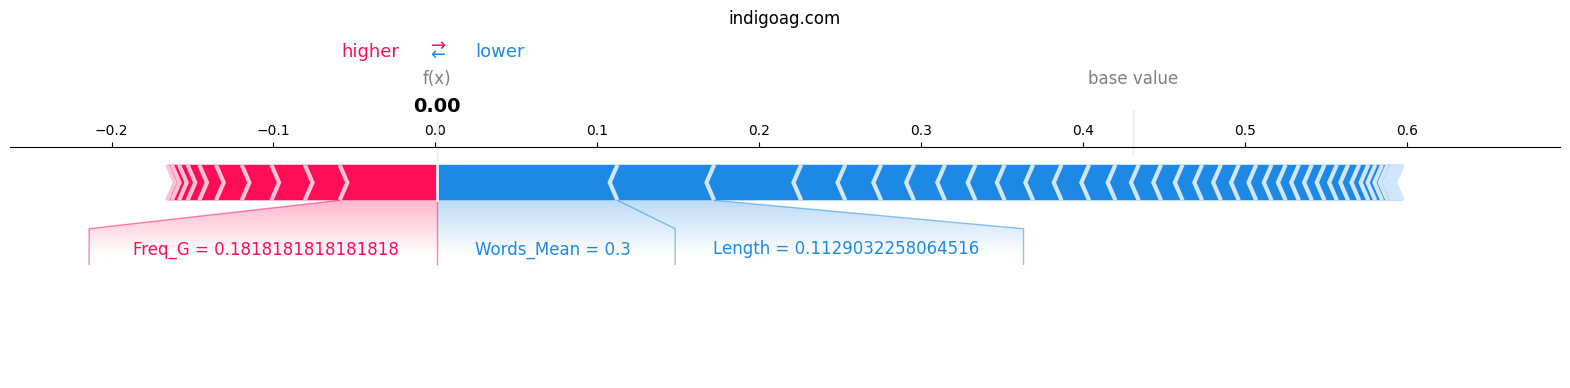 indigoag.com
higher ⇄ lower
f(x)
base value
0.00
−0.2 −0.1 0.0 0.1 0.2 0.3 0.4 0.5 0.6
Freq_G = 0.1818181818181818
Words_Mean = 0.3
Length = 0.1129032258064516